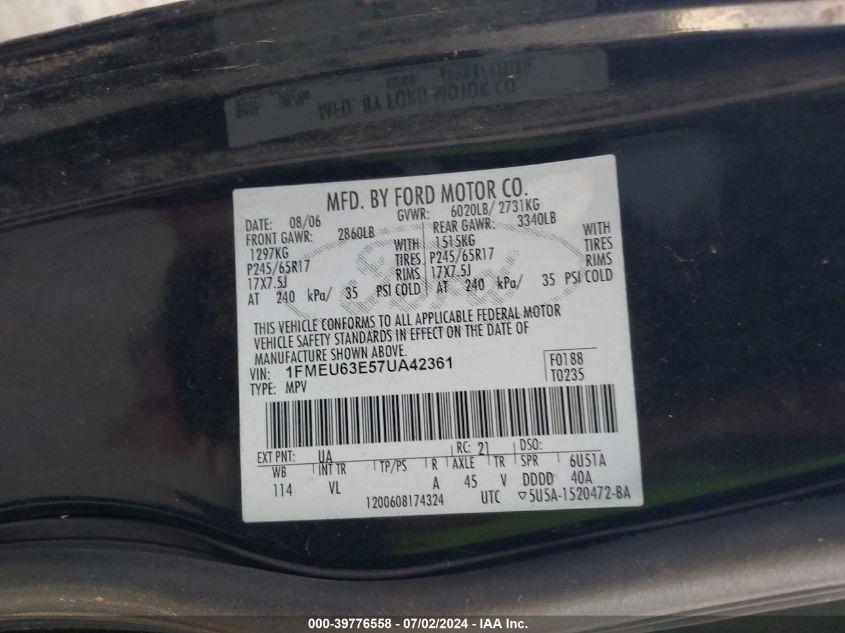 MFD. BY FORD MOTOR CO.
MFD. BY FORD MOTOR CO.
DATE: 08/06 GVWR: 6020LB/ 2731KG
FRONT GAWR: 2860LB REAR GAWR: 3340LB
1297KG WITH 1515KG WITH
P245/65R17 TIRES P245/65R17 TIRES
17X7.5J RIMS 17X7.5J RIMS
AT 240 kPa/ 35 PSI COLD AT 240 kPa/ 35 PSI COLD
Ford
THIS VEHICLE CONFORMS TO ALL APPLICABLE FEDERAL MOTOR
VEHICLE SAFETY STANDARDS IN EFFECT ON THE DATE OF
MANUFACTURE SHOWN ABOVE.
VIN: 1FMEU63E57UA42361 F0188
TYPE: MPV T0235
EXT PNT: UA RC: 21 DSO:
WB INT TR TP/PS R AXLE TR SPR 6U51A
114 VL A 45 V DDDD 40A
1200608174324 UTC ▽5U5A-1520472-BA
000-39776558 - 07/02/2024 - IAA Inc.